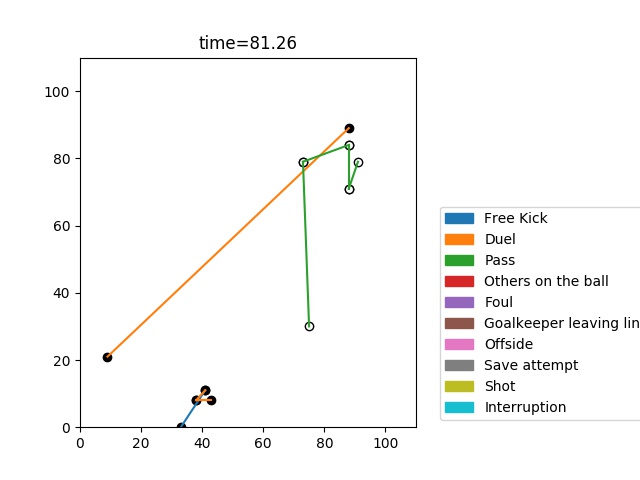 time=81.26
100
80
60
40
20
0
0 20 40 60 80 100
Free Kick
Duel
Pass
Others on the ball
Foul
Goalkeeper leaving lin
Offside
Save attempt
Shot
Interruption